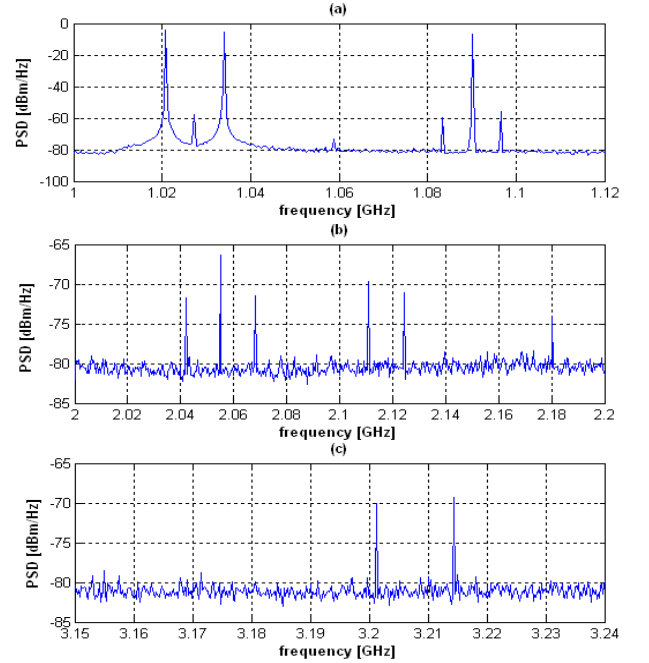 (a)
0
-20
-40
-60
-80
-100
PSD [dBm/Hz]
1 1.02 1.04 1.06 1.08 1.1 1.12
frequency [GHz]
(b)
-65
-70
-75
-80
-85
PSD [dBm/Hz]
2 2.02 2.04 2.06 2.08 2.1 2.12 2.14 2.16 2.18 2.2
frequency [GHz]
(c)
-65
-70
-75
-80
-85
PSD [dBm/Hz]
3.15 3.16 3.17 3.18 3.19 3.2 3.21 3.22 3.23 3.24
frequency [GHz]